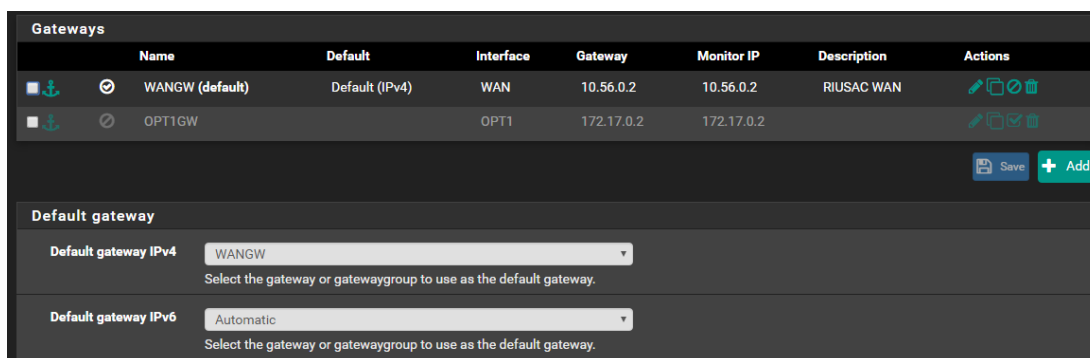 Gateways
Name Default Interface Gateway Monitor IP Description Actions
WANGW (default) Default (IPv4) WAN 10.56.0.2 10.56.0.2 RIUSAC WAN
OPT1GW OPT1 172.17.0.2 172.17.0.2
Save Add
Default gateway
Default gateway IPv4 WANGW
Select the gateway or gatewaygroup to use as the default gateway.
Default gateway IPv6 Automatic
Select the gateway or gatewaygroup to use as the default gateway.